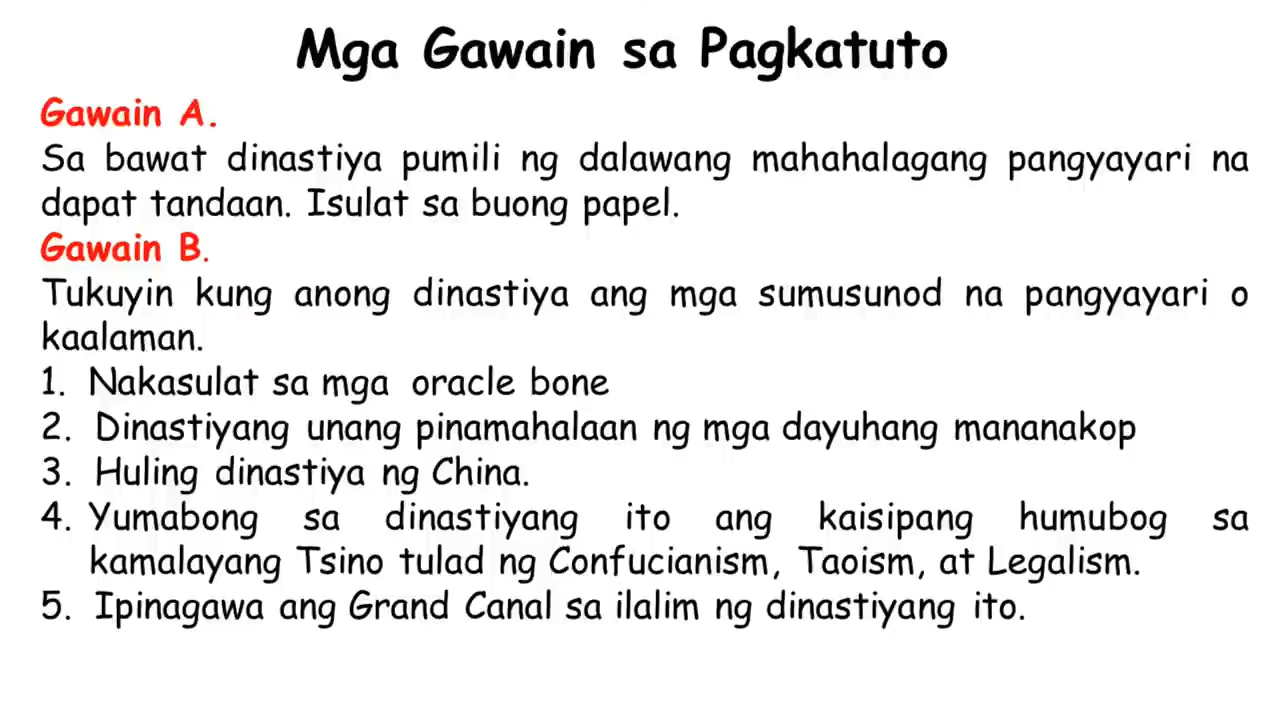 Mga Gawain sa Pagkatuto
Gawain A.
Sa bawat dinastiya pumili ng dalawang mahahalagang pangyayari na
dapat tandaan. Isulat sa buong papel.
Gawain B.
Tukuyin kung anong dinastiya ang mga sumusunod na pangyayari o
kaalaman.
1. Nakasulat sa mga oracle bone
2. Dinastiyang unang pinamahalaan ng mga dayuhang mananakop
3. Huling dinastiya ng China.
4. Yumabong sa dinastiyang ito ang kaisipang humubog sa
kamalayang Tsino tulad ng Confucianism, Taoism, at Legalism.
5. Ipinagawa ang Grand Canal sa ilalim ng dinastiyang ito.